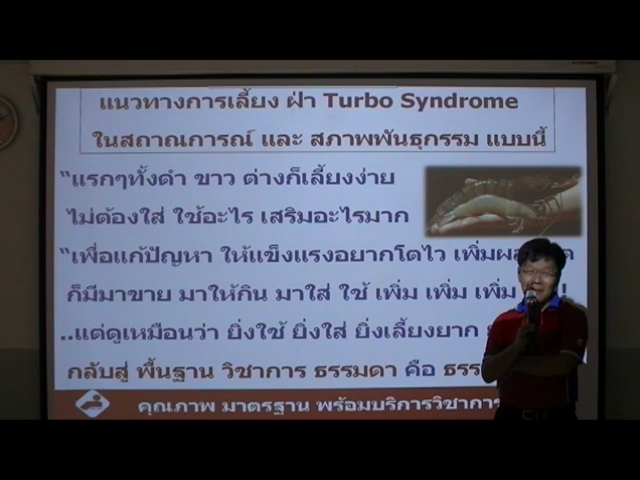 แนวทางการเลี้ยง ฝ่า Turbo Syndrome
ในสถาณการณ์ และ สภาพพันธุกรรม แบบนี้
“แรกๆทั้งดำ ขาว ต่างก็เลี้ยงง่าย
ไม่ต้องใส่ ใช้อะไร เสริมอะไรมาก
“เพื่อแก้ปัญหา ให้แข็งแรงอยากโตไว
ก็มีมาขาย มาให้กิน มาใส่ ใช้ เพิ่ม เพิ่ม เพิ่ม
..แต่ดูเหมือนว่า ยิ่งใช้ ยิ่งใส่ ยิ่งเลี้ยงยาก
กลับสู่ พื้นฐาน วิชาการ ธรรมดา คือ
คุณภาพ มาตรฐาน พร้อมบริการวิชาการ